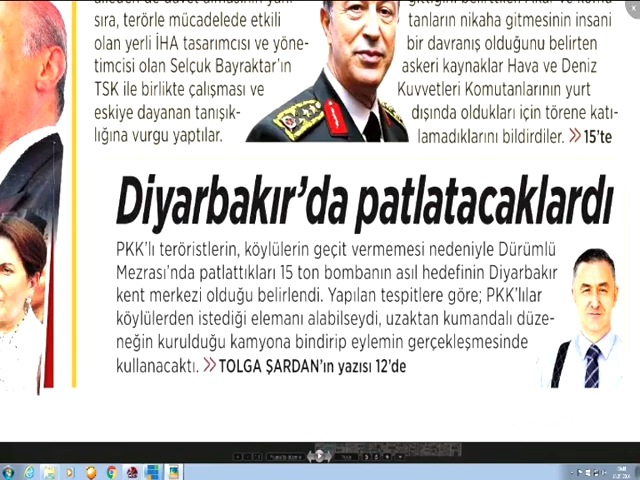 sıra, terörle mücadelede etkili
olan yerli İHA tasarımcısı ve yöne-
timcisi olan Selçuk Bayraktar'ın
TSK ile birlikte çalışması ve
eskiye dayanan tanışık-
lığına vurgu yaptılar.
tanların nikaha gitmesinin insani
bir davranış olduğunu belirten
askeri kaynaklar Hava ve Deniz
Kuvvetleri Komutanlarının yurt
dışında oldukları için törene katı-
lamadıklarını bildirdiler. >> 15'te
Diyarbakır'da patlatacaklardı
PKK'lı teröristlerin, köylülerin geçit vermemesi nedeniyle Dürümlü
Mezrası'nda patlattıkları 15 ton bombanın asıl hedefinin Diyarbakır
kent merkezi olduğu belirlendi. Yapılan tespitlere göre; PKK'lılar
köylülerden istediği elemanı alabilseydi, uzaktan kumandalı düze-
neğin kurulduğu kamyona bindirip eylemin gerçekleşmesinde
kullanacaktı. >> TOLGA ŞARDAN'ın yazısı 12'de